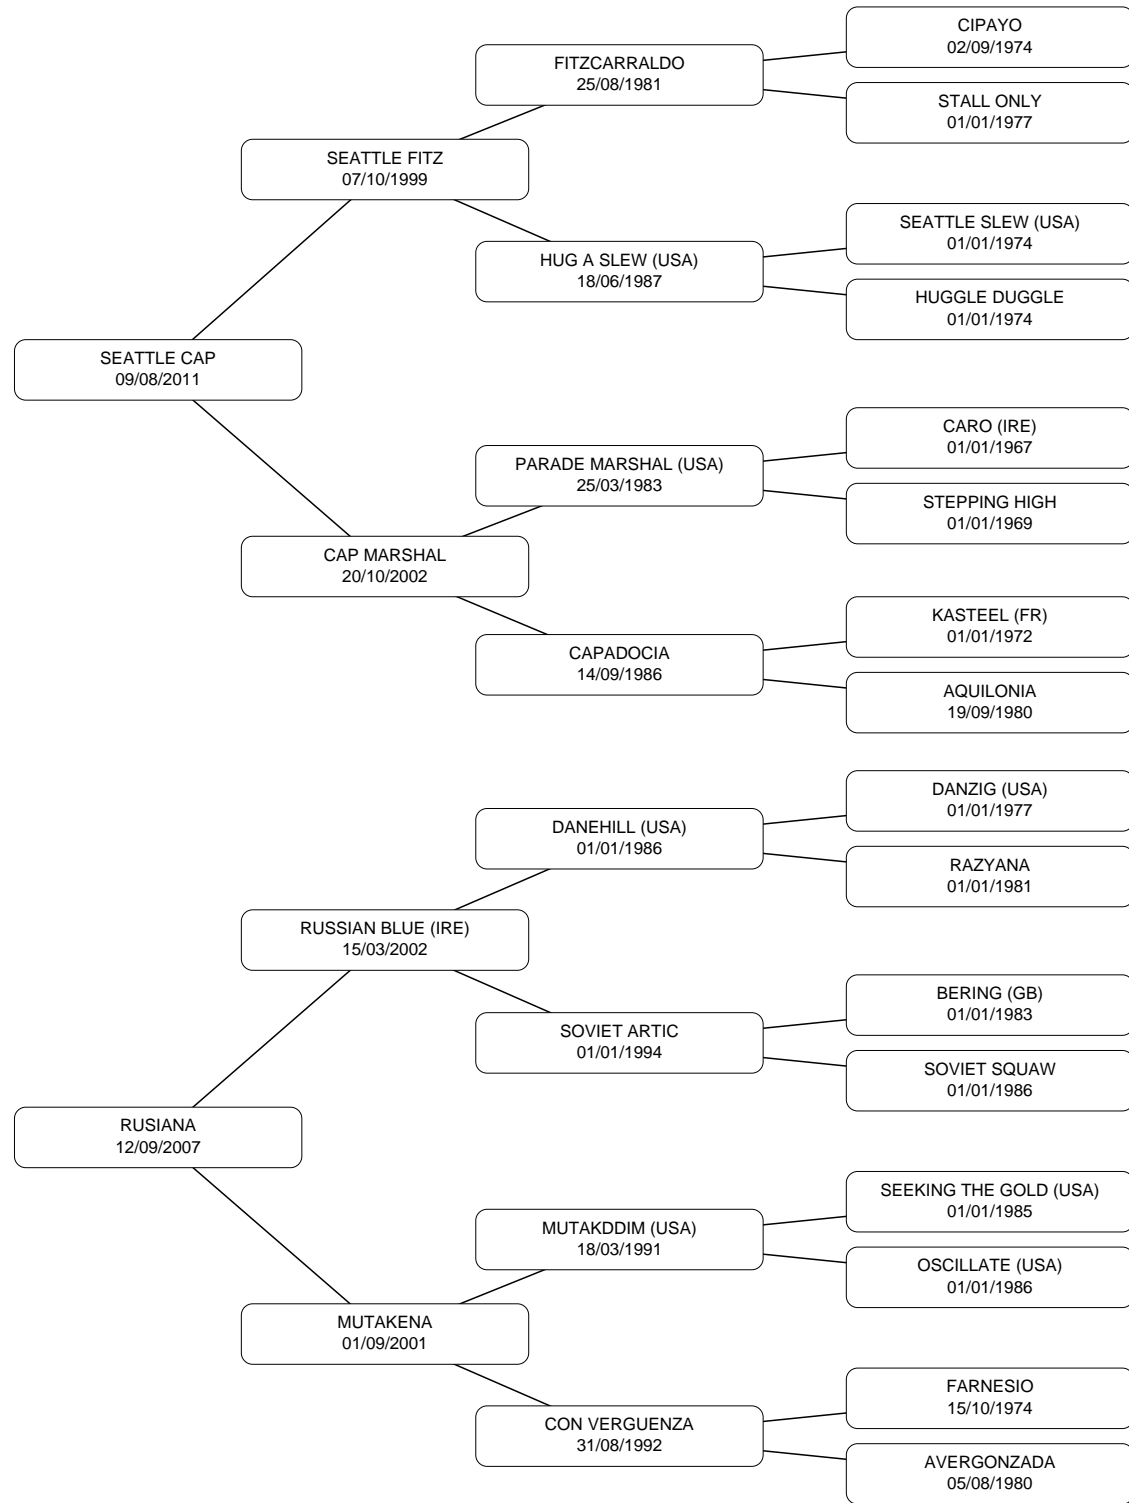 CIPAYO
02/09/1974
FITZCARRALDO
25/08/1981
STALL ONLY
01/01/1977
SEATTLE FITZ
07/10/1999
SEATTLE SLEW (USA)
01/01/1974
HUG A SLEW (USA)
18/06/1987
HUGGLE DUGGLE
01/01/1974
SEATTLE CAP
09/08/2011
CARO (IRE)
01/01/1967
PARADE MARSHAL (USA)
25/03/1983
STEPPING HIGH
01/01/1969
CAP MARSHAL
20/10/2002
KASTEEL (FR)
01/01/1972
CAPADOCIA
14/09/1986
AQUILONIA
19/09/1980
DANZIG (USA)
01/01/1977
DANEHILL (USA)
01/01/1986
RAZYANA
01/01/1981
RUSSIAN BLUE (IRE)
15/03/2002
BERING (GB)
01/01/1983
SOVIET ARTIC
01/01/1994
SOVIET SQUAW
01/01/1986
RUSIANA
12/09/2007
SEEKING THE GOLD (USA)
01/01/1985
MUTAKDDIM (USA)
18/03/1991
OSCILLATE (USA)
01/01/1986
MUTAKENA
01/09/2001
FARNESIO
15/10/1974
CON VERGUENZA
31/08/1992
AVERGONZADA
05/08/1980